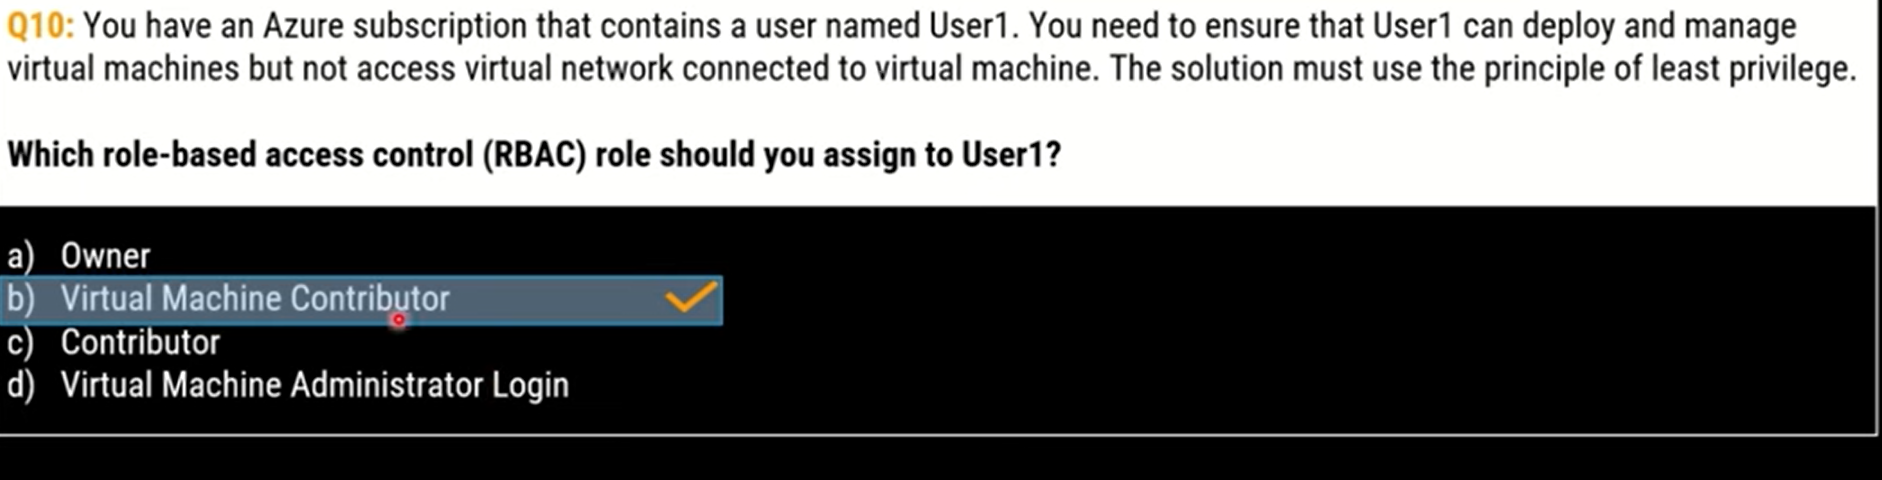 Q10: You have an Azure subscription that contains a user named User1. You need to ensure that User1 can deploy and manage
virtual machines but not access virtual network connected to virtual machine. The solution must use the principle of least privilege.
Which role-based access control (RBAC) role should you assign to User1?
a) Owner
b) Virtual Machine Contributor
c) Contributor
d) Virtual Machine Administrator Login